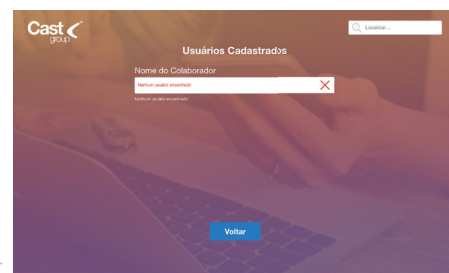 Cast
group
Localizar ...
Usuários Cadastrados
Nome do Colaborador
Nenhum usuário encontrado
Nenhum usuário encontrado
Voltar